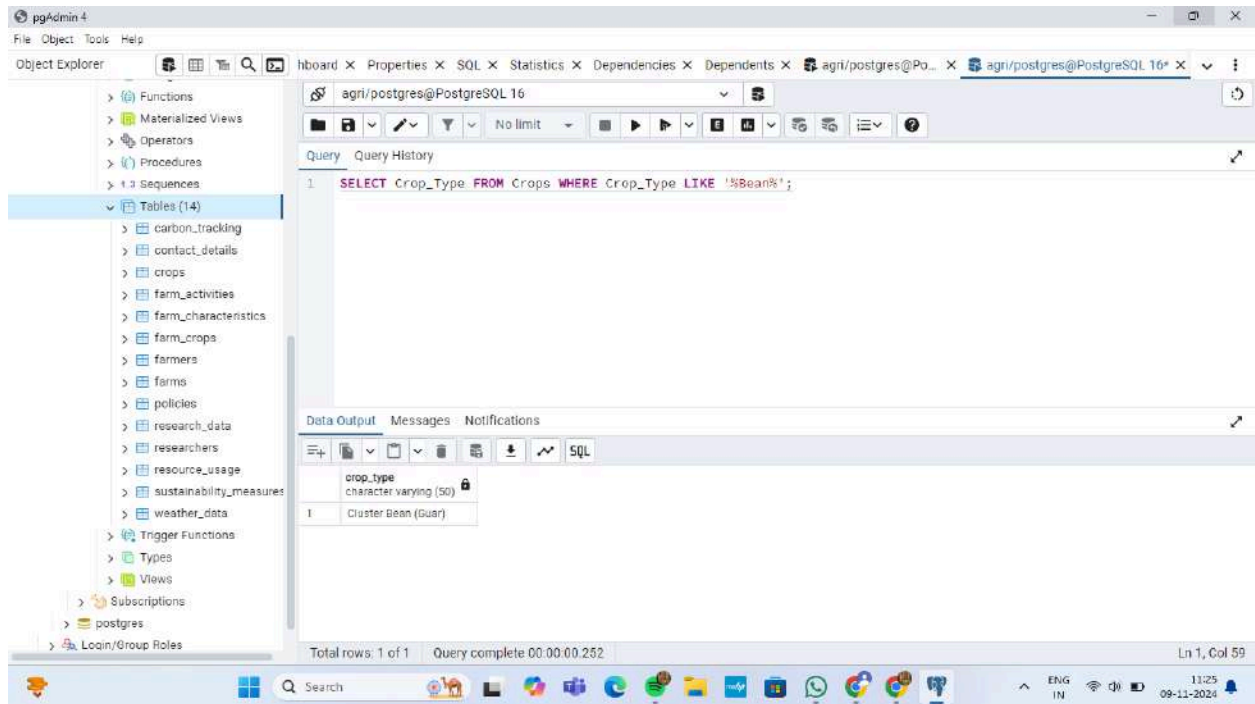 pgAdmin 4
File Object Tools Help
Object Explorer
hboard Properties SQL Statistics Dependencies Dependents agri/postgres@Po... agri/postgres@PostgreSQL 16*
Functions
Materialized Views
Operators
Procedures
1..3 Sequences
Tables (14)
carbon_tracking
contact_details
crops
farm_activities
farm_characteristics
farm_crops
farmers
farms
policies
research_data
researchers
resource_usage
sustainability_measures
weather_data
Trigger Functions
Types
Views
Subscriptions
postgres
Login/Group Roles
agri/postgres@PostgreSQL 16
No limit
Query Query History
1 SELECT Crop_Type FROM Crops WHERE Crop_Type LIKE '%Bean%';
Data Output Messages Notifications
SQL
crop_type
character varying (50)
1 Cluster Bean (Guar)
Total rows: 1 of 1 Query complete 00:00:00.252 Ln 1, Col 59
Search
ENG
IN
11:25
09-11-2024